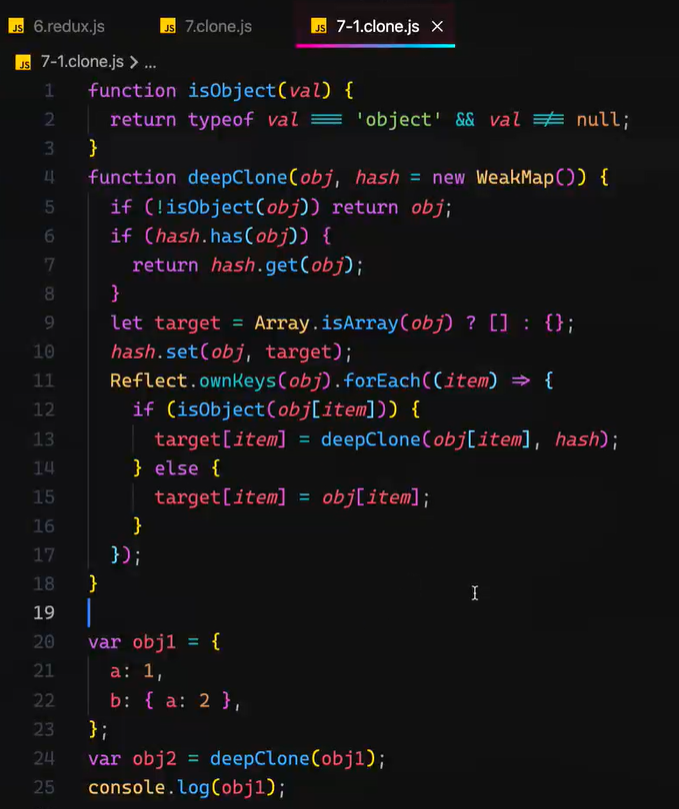 JS 6.redux.js JS 7.clone.js JS 7-1.clone.js ×
JS 7-1.clone.js > ...
1 function isObject(val) {
2 return typeof val === 'object' && val !== null;
3 }
4 function deepClone(obj, hash = new WeakMap()) {
5 if (!isObject(obj)) return obj;
6 if (hash.has(obj)) {
7 return hash.get(obj);
8 }
9 let target = Array.isArray(obj) ? [] : {};
10 hash.set(obj, target);
11 Reflect.ownKeys(obj).forEach((item) => {
12 if (isObject(obj[item])) {
13 target[item] = deepClone(obj[item], hash);
14 } else {
15 target[item] = obj[item];
16 }
17 });
18 }
19
20 var obj1 = {
21 a: 1,
22 b: { a: 2 },
23 };
24 var obj2 = deepClone(obj1);
25 console.log(obj1);